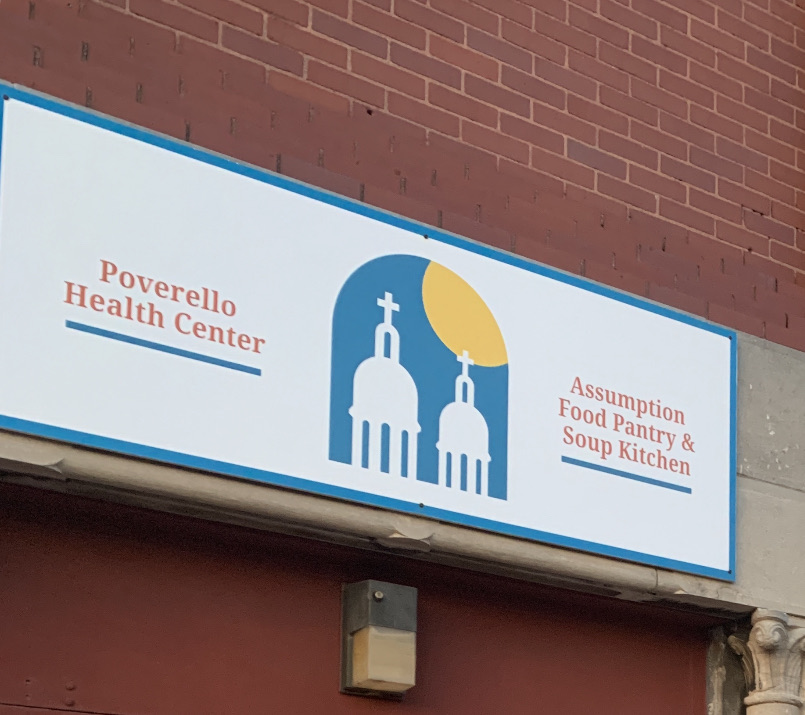 Poverello
Health Center
Assumption
Food Pantry &
Soup Kitchen